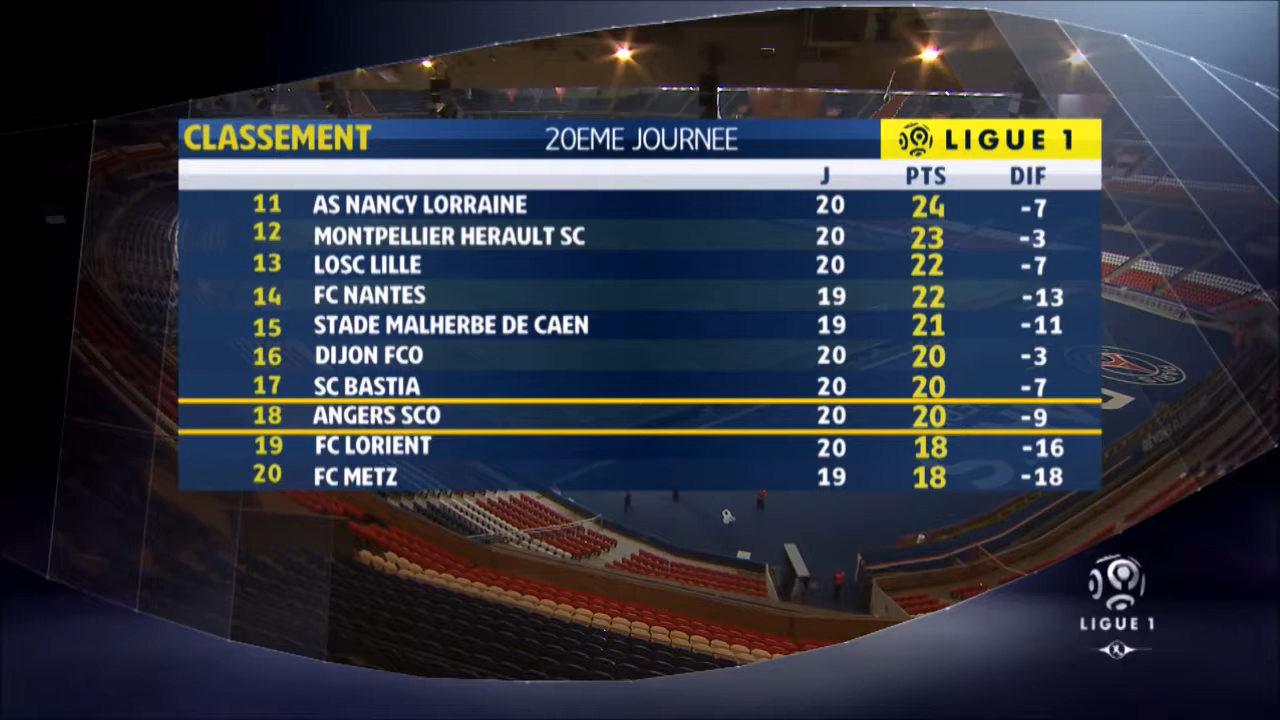 CLASSEMENT 20EME JOURNEE LIGUE 1
J PTS DIF
11 AS NANCY LORRAINE 20 24 -7
12 MONTPELLIER HERAULT SC 20 23 -3
13 LOSC LILLE 20 22 -7
14 FC NANTES 19 22 -13
15 STADE MALHERBE DE CAEN 19 21 -11
16 DIJON FCO 20 20 -3
17 SC BASTIA 20 20 -7
18 ANGERS SCO 20 20 -9
19 FC LORIENT 20 18 -16
20 FC METZ 19 18 -18
LIGUE 1